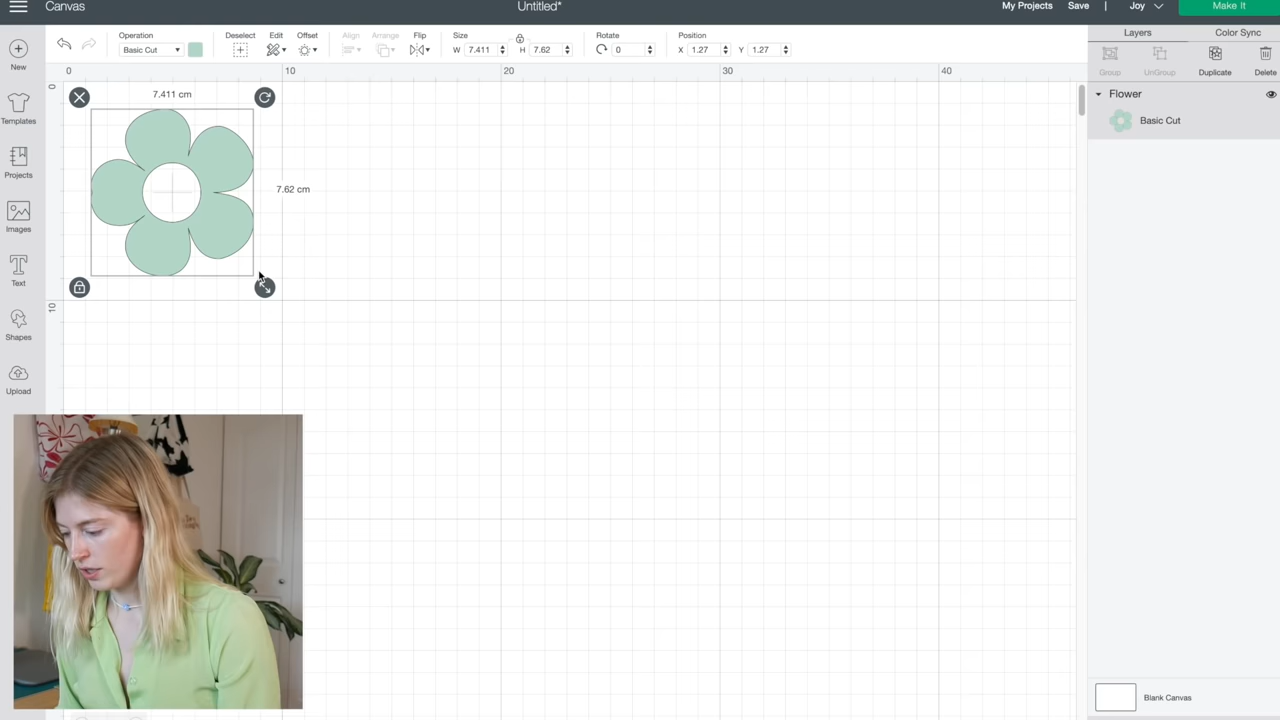 Canvas
Untitled*
My Projects
Save
|
Joy
Make It
New
Templates
Projects
Images
Text
Shapes
Upload
Operation
Basic Cut
Deselect
Edit
Offset
Align
Arrange
Flip
Size
W 7.411
H 7.62
Rotate
0
Position
X 1.27
Y 1.27
0
10
20
30
40
0
10
7.411 cm
7.62 cm
Layers
Color Sync
Group
UnGroup
Duplicate
Delete
Flower
Basic Cut
Blank Canvas